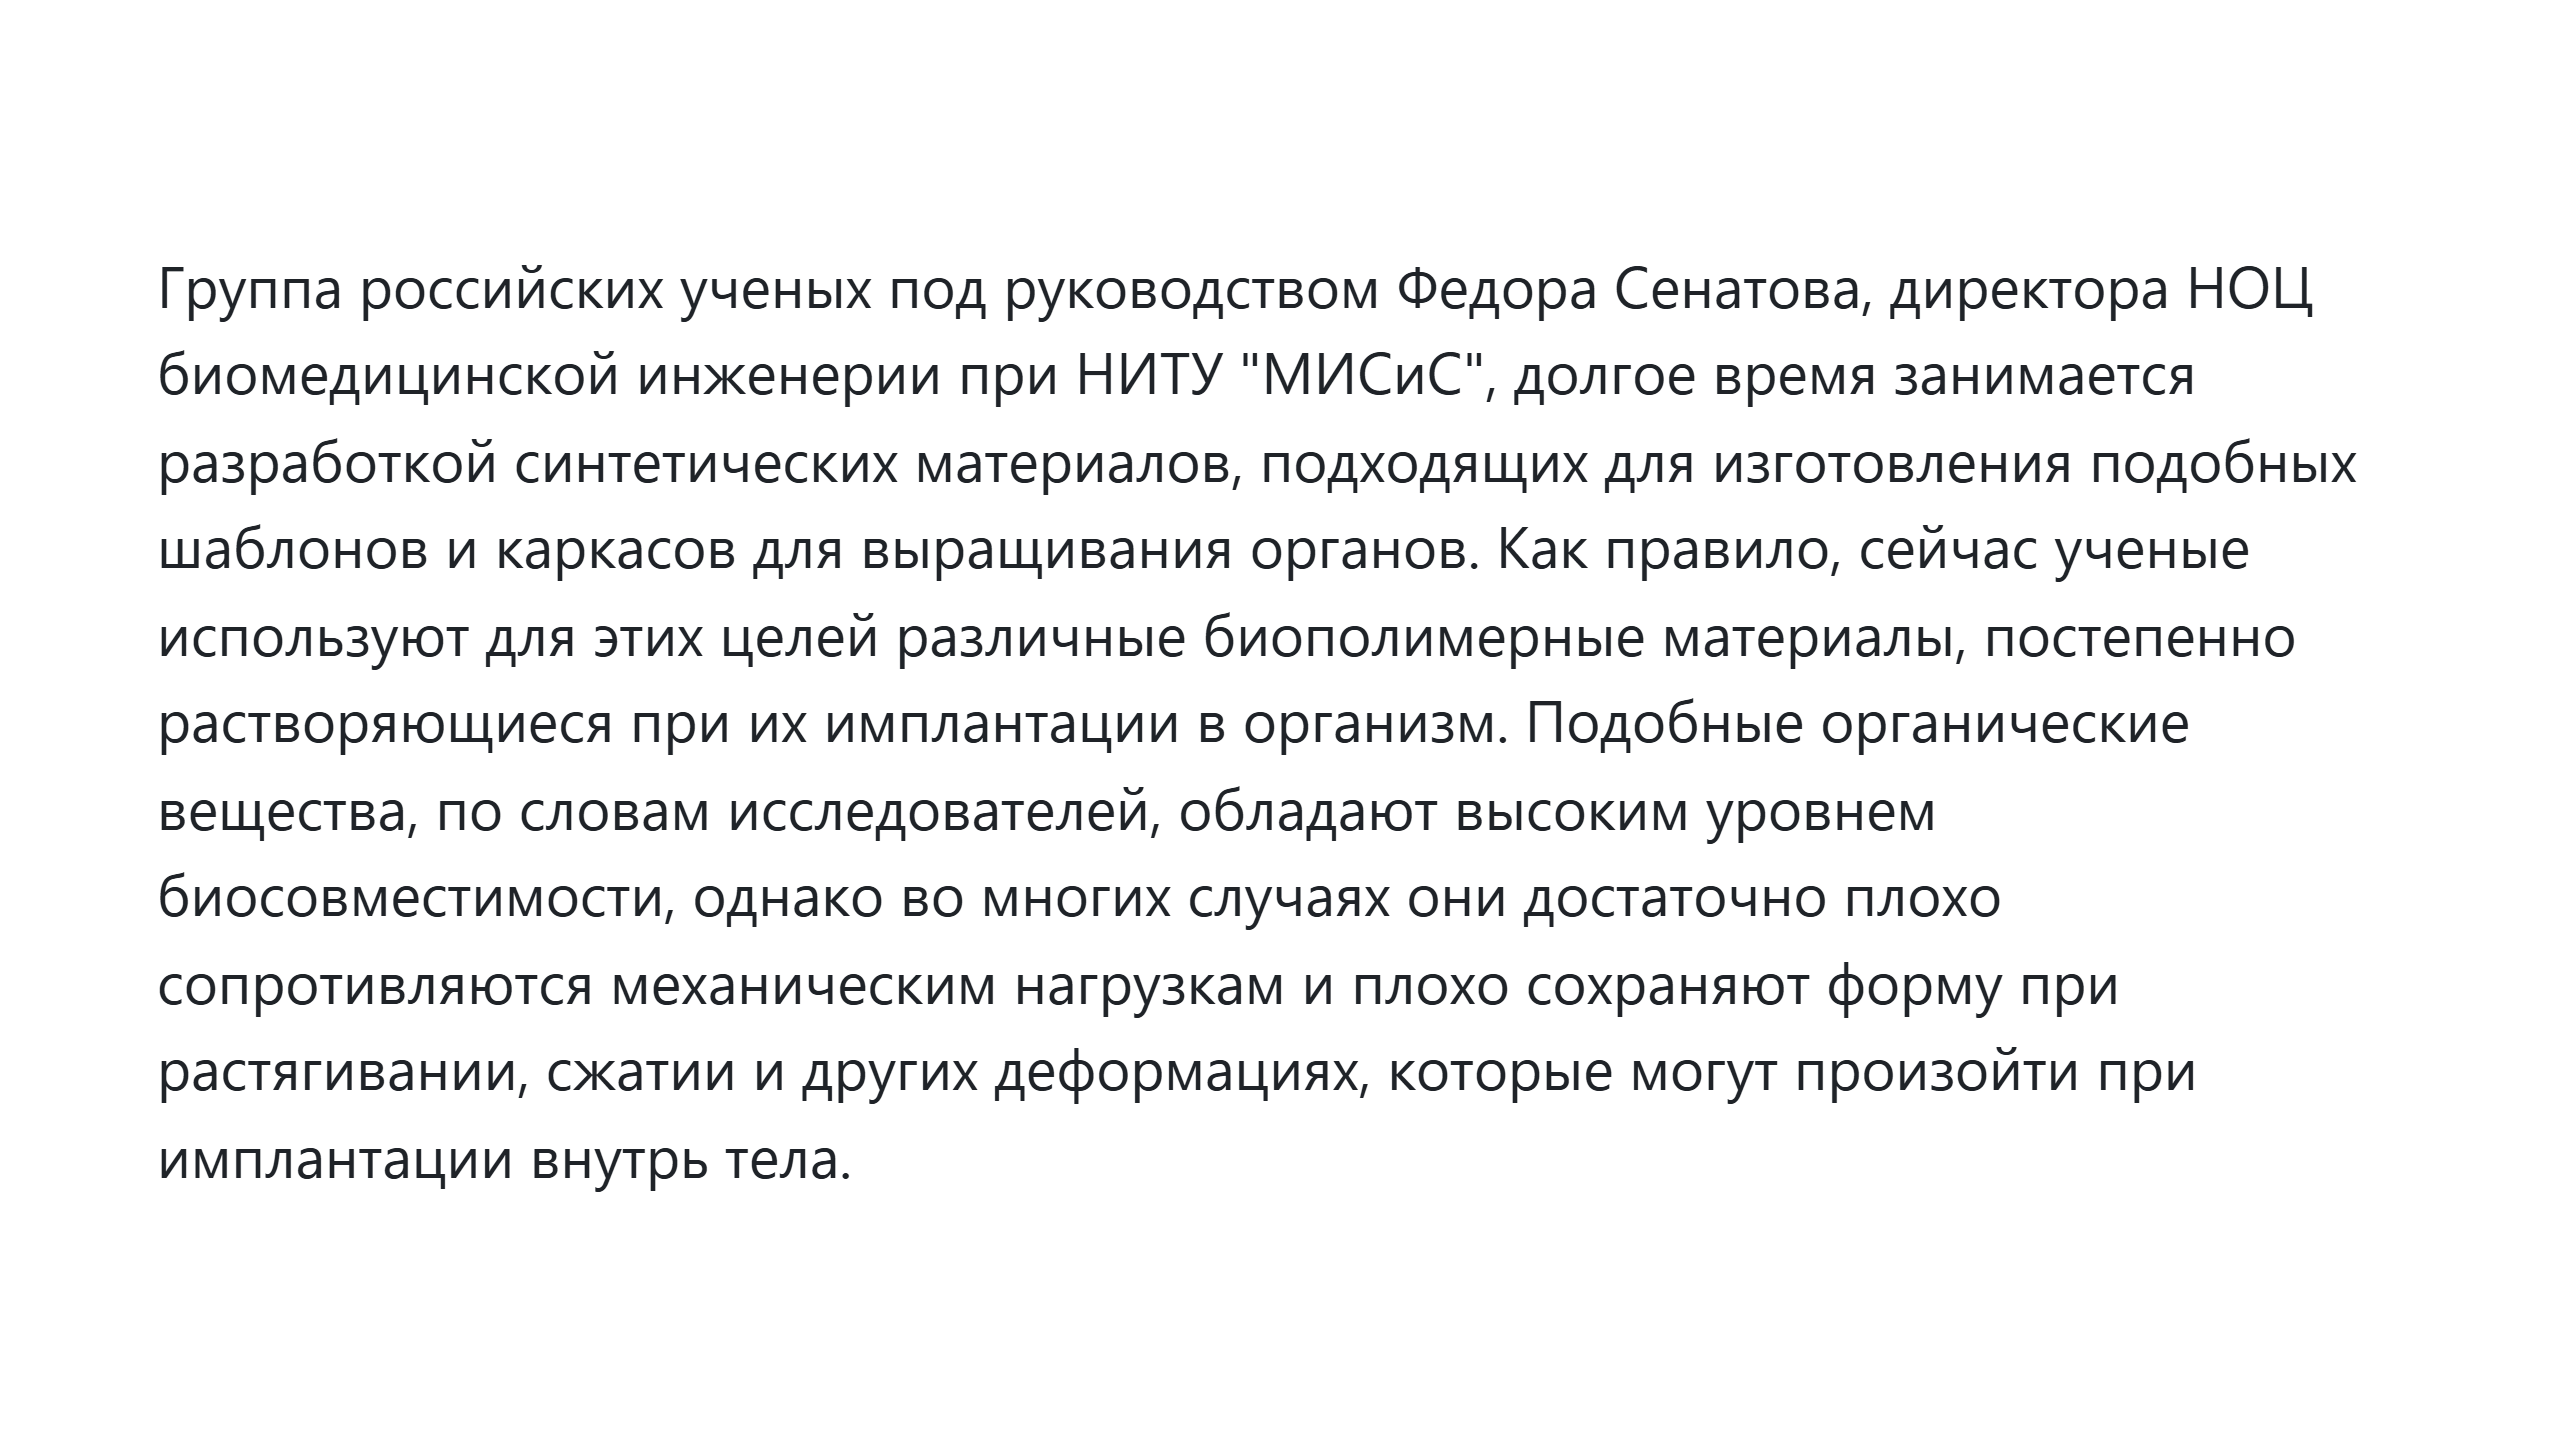 Группа российских ученых под руководством Федора Сенатова, директора НОЦ
биомедицинской инженерии при НИТУ "МИСиС", долгое время занимается
разработкой синтетических материалов, подходящих для изготовления подобных
шаблонов и каркасов для выращивания органов. Как правило, сейчас ученые
используют для этих целей различные биополимерные материалы, постепенно
растворяющиеся при их имплантации в организм. Подобные органические
вещества, по словам исследователей, обладают высоким уровнем
биосовместимости, однако во многих случаях они достаточно плохо
сопротивляются механическим нагрузкам и плохо сохраняют форму при
растягивании, сжатии и других деформациях, которые могут произойти при
имплантации внутрь тела.